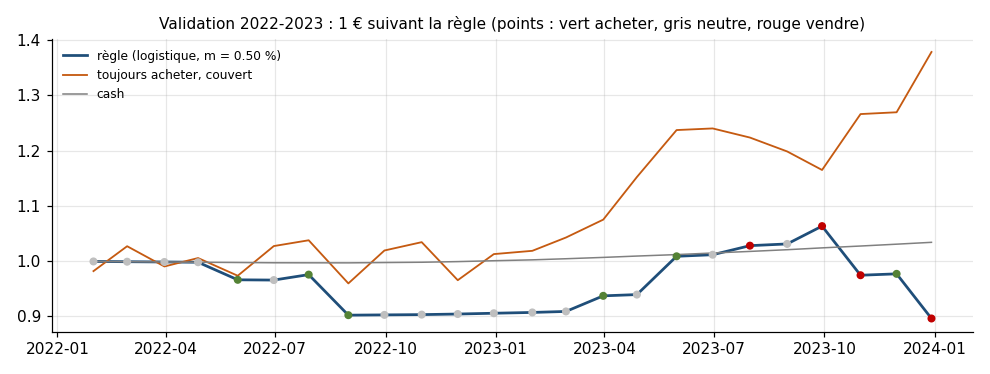 Validation 2022-2023 : 1 € suivant la règle (points : vert acheter, gris neutre, rouge vendre)
règle (logistique, m = 0.50 %)
toujours acheter, couvert
cash
1.4
1.3
1.2
1.1
1.0
0.9
2022-01 2022-04 2022-07 2022-10 2023-01 2023-04 2023-07 2023-10 2024-01